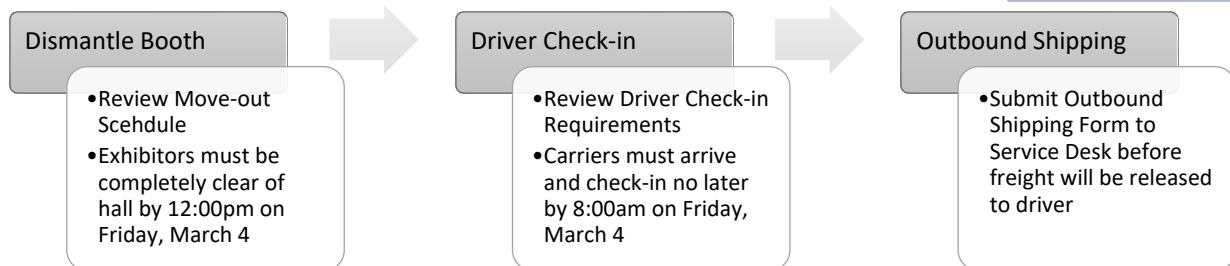 Dismantle Booth
•Review Move-out
Scehdule
•Exhibitors must be
completely clear of
hall by 12:00pm on
Friday, March 4
Driver Check-in
•Review Driver Check-in
Requirements
•Carriers must arrive
and check-in no later
by 8:00am on Friday,
March 4
Outbound Shipping
•Submit Outbound
Shipping Form to
Service Desk before
freight will be released
to driver